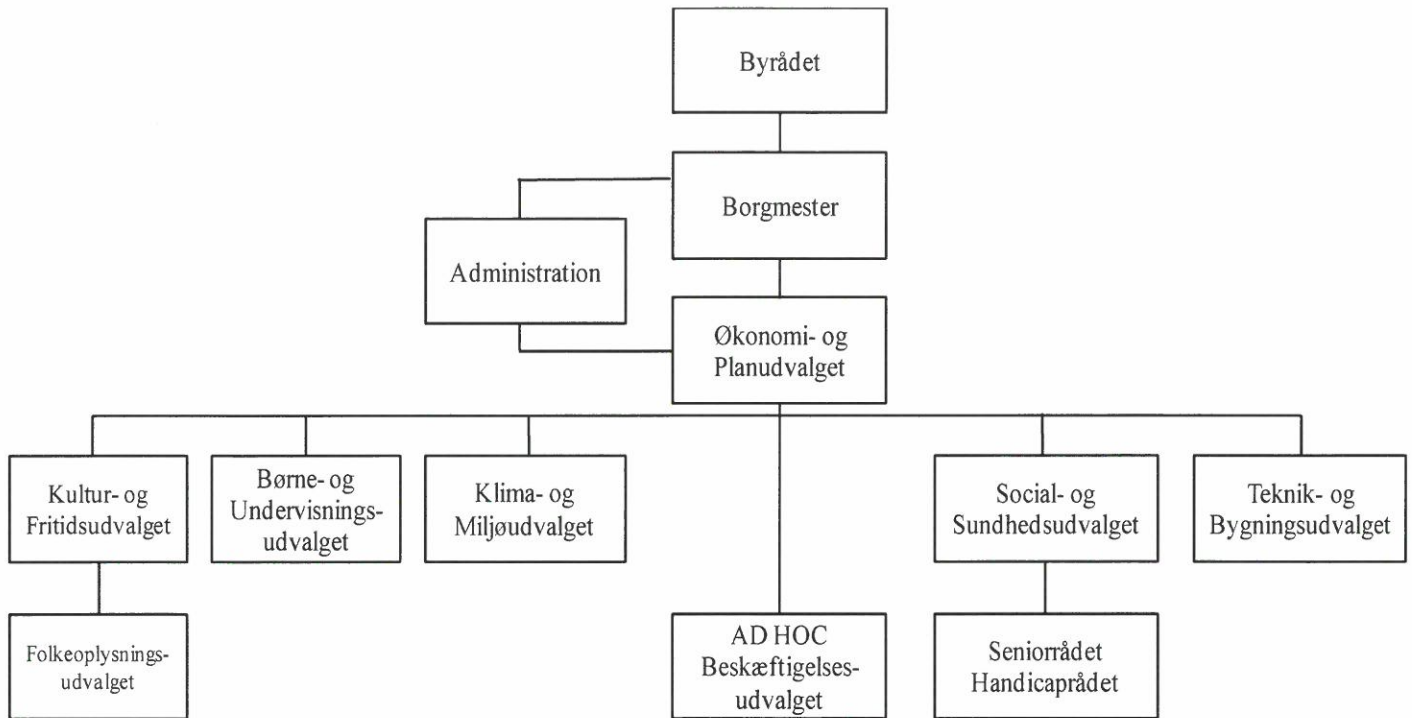 Byrådet
Borgmester
Administration
Økonomi- og
Planudvalget
Kultur- og
Fritidsudvalget
Børne- og
Undervisnings-
udvalget
Klima- og
Miljøudvalget
Social- og
Sundhedsudvalget
Teknik- og
Bygningsudvalget
Folkeoplysnings-
udvalget
AD HOC
Beskæftigelses-
udvalget
Seniorrådet
Handicaprådet